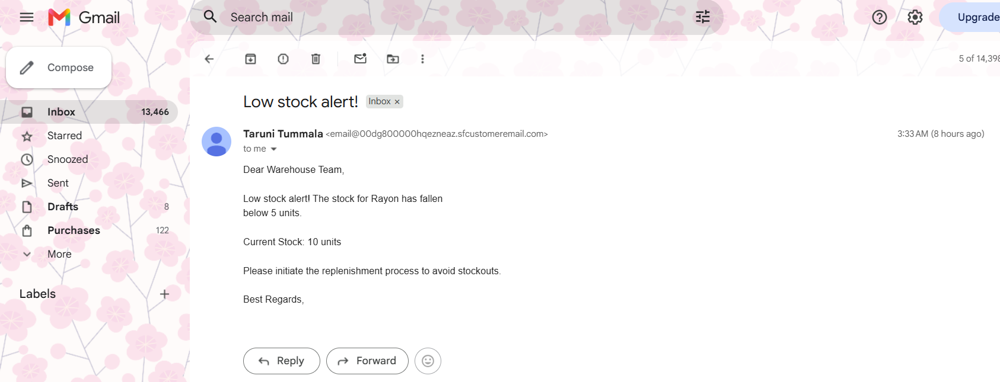 Gmail
Search mail
Upgrade
Compose
5 of 14,398
Low stock alert! Inbox ×
Inbox 13,466
Starred
Snoozed
Sent
Drafts 8
Purchases 122
More
Labels +
Taruni Tummala <email@00dg800000hqezneaz.sfcustomeremail.com> 3:33 AM (8 hours ago)
to me
Dear Warehouse Team,
Low stock alert! The stock for Rayon has fallen
below 5 units.
Current Stock: 10 units
Please initiate the replenishment process to avoid stockouts.
Best Regards,
Reply Forward